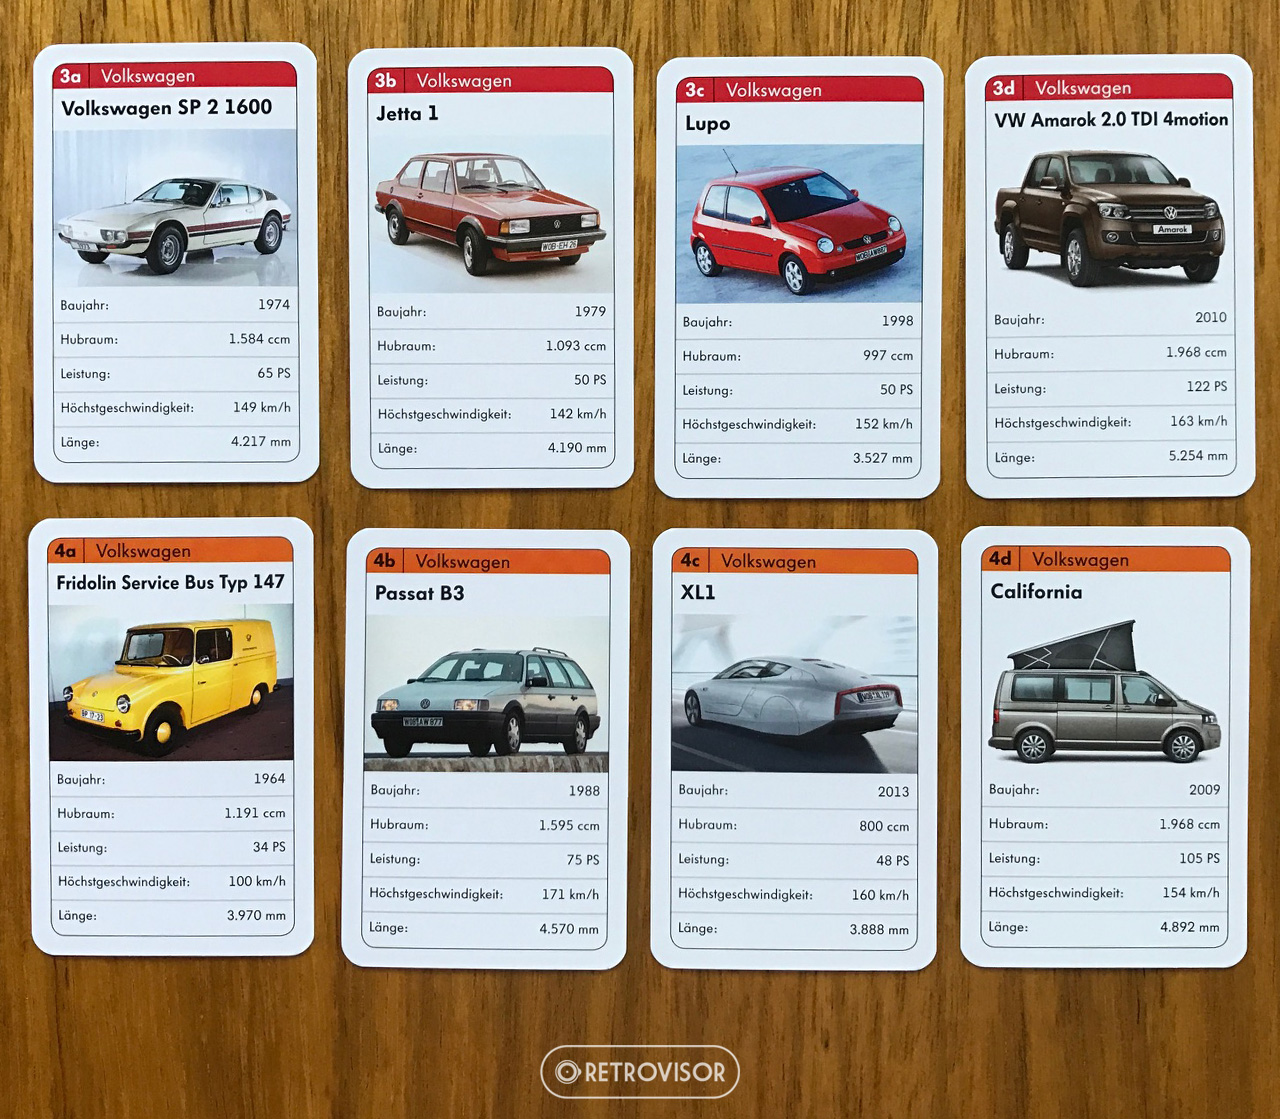 3a Volkswagen
Volkswagen SP 2 1600
Baujahr: 1974
Hubraum: 1.584 ccm
Leistung: 65 PS
Höchstgeschwindigkeit: 149 km/h
Länge: 4.217 mm
3b Volkswagen
Jetta 1
WOB-EH 26
Baujahr: 1979
Hubraum: 1.093 ccm
Leistung: 50 PS
Höchstgeschwindigkeit: 142 km/h
Länge: 4.190 mm
3c Volkswagen
Lupo
Baujahr: 1998
Hubraum: 997 ccm
Leistung: 50 PS
Höchstgeschwindigkeit: 152 km/h
Länge: 3.527 mm
3d Volkswagen
VW Amarok 2.0 TDI 4motion
Amarok
Baujahr: 2010
Hubraum: 1.968 ccm
Leistung: 122 PS
Höchstgeschwindigkeit: 163 km/h
Länge: 5.254 mm
4a Volkswagen
Fridolin Service Bus Typ 147
BP 17-23
Baujahr: 1964
Hubraum: 1.191 ccm
Leistung: 34 PS
Höchstgeschwindigkeit: 100 km/h
Länge: 3.970 mm
4b Volkswagen
Passat B3
WOB AW 877
Baujahr: 1988
Hubraum: 1.595 ccm
Leistung: 75 PS
Höchstgeschwindigkeit: 171 km/h
Länge: 4.570 mm
4c Volkswagen
XL1
Baujahr: 2013
Hubraum: 800 ccm
Leistung: 48 PS
Höchstgeschwindigkeit: 160 km/h
Länge: 3.888 mm
4d Volkswagen
California
Baujahr: 2009
Hubraum: 1.968 ccm
Leistung: 105 PS
Höchstgeschwindigkeit: 154 km/h
Länge: 4.892 mm
RETROVISOR